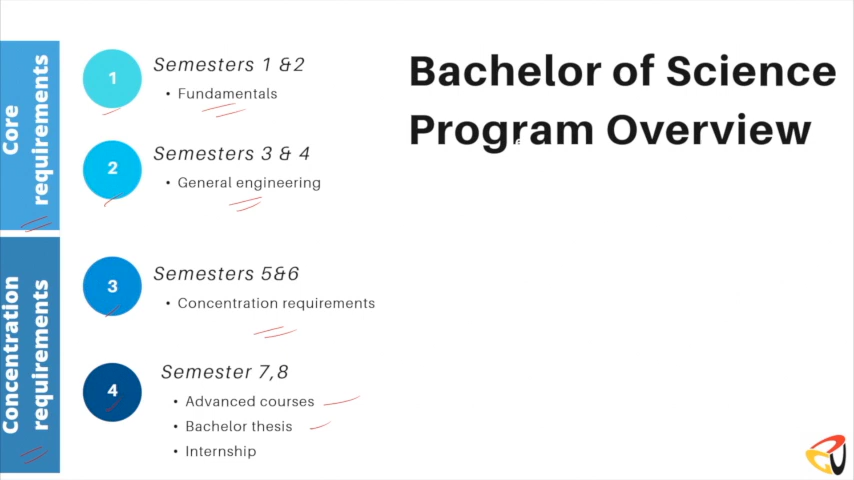 Bachelor of Science
Program Overview
Core
requirements
1
Semesters 1 &2
• Fundamentals
2
Semesters 3 & 4
• General engineering
Concentration
requirements
3
Semesters 5&6
• Concentration requirements
4
Semester 7,8
• Advanced courses
• Bachelor thesis
• Internship